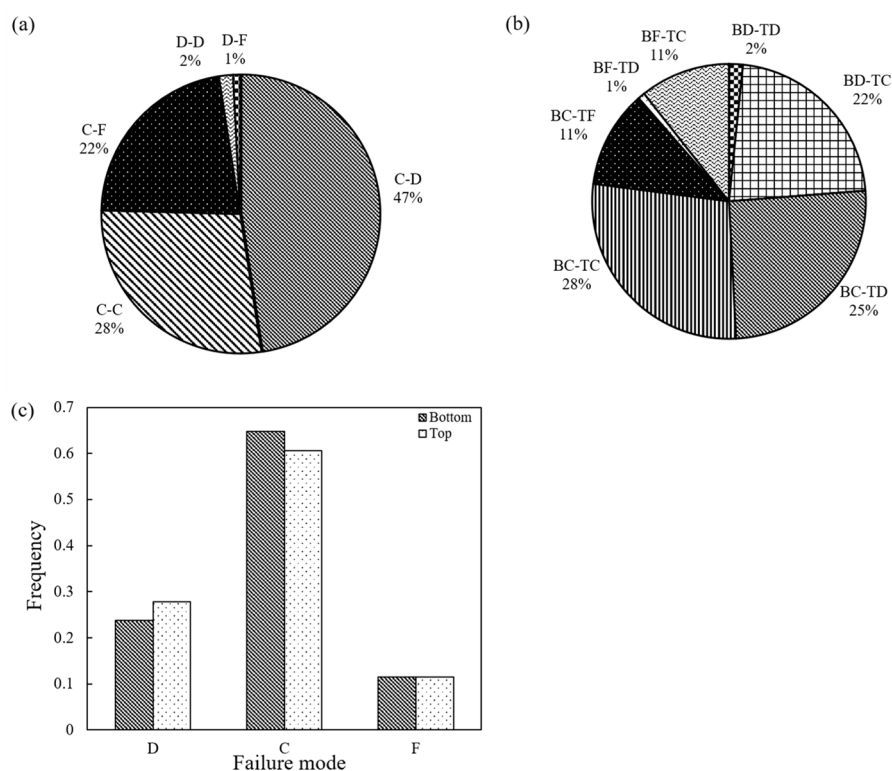 (a)
D-D
2%
D-F
1%
C-F
22%
C-D
47%
C-C
28%
(b)
BF-TC
11%
BD-TD
2%
BF-TD
1%
BD-TC
22%
BC-TF
11%
BC-TC
28%
BC-TD
25%
(c)
0.7
0.6
0.5
0.4
0.3
0.2
0.1
0
Frequency
Bottom
Top
D
C
F
Failure mode